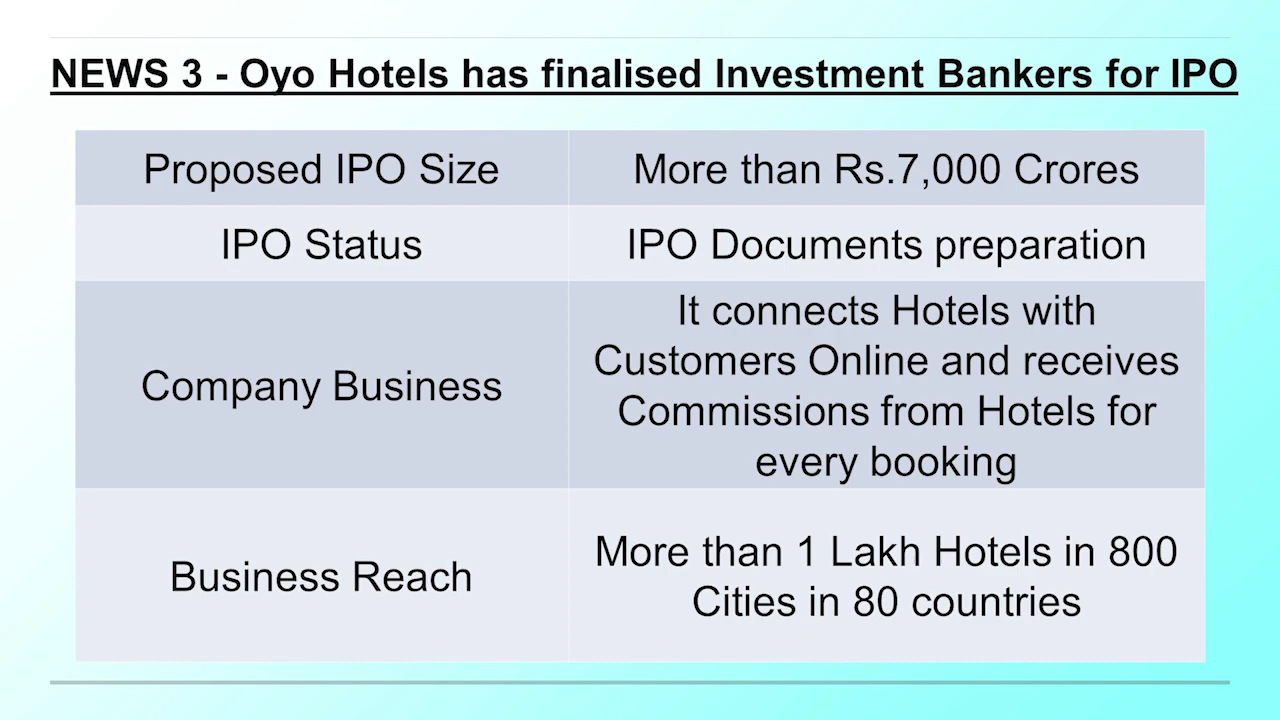 NEWS 3 - Oyo Hotels has finalised Investment Bankers for IPO
Proposed IPO Size
More than Rs.7,000 Crores
IPO Status
IPO Documents preparation
Company Business
It connects Hotels with
Customers Online and receives
Commissions from Hotels for
every booking
Business Reach
More than 1 Lakh Hotels in 800
Cities in 80 countries